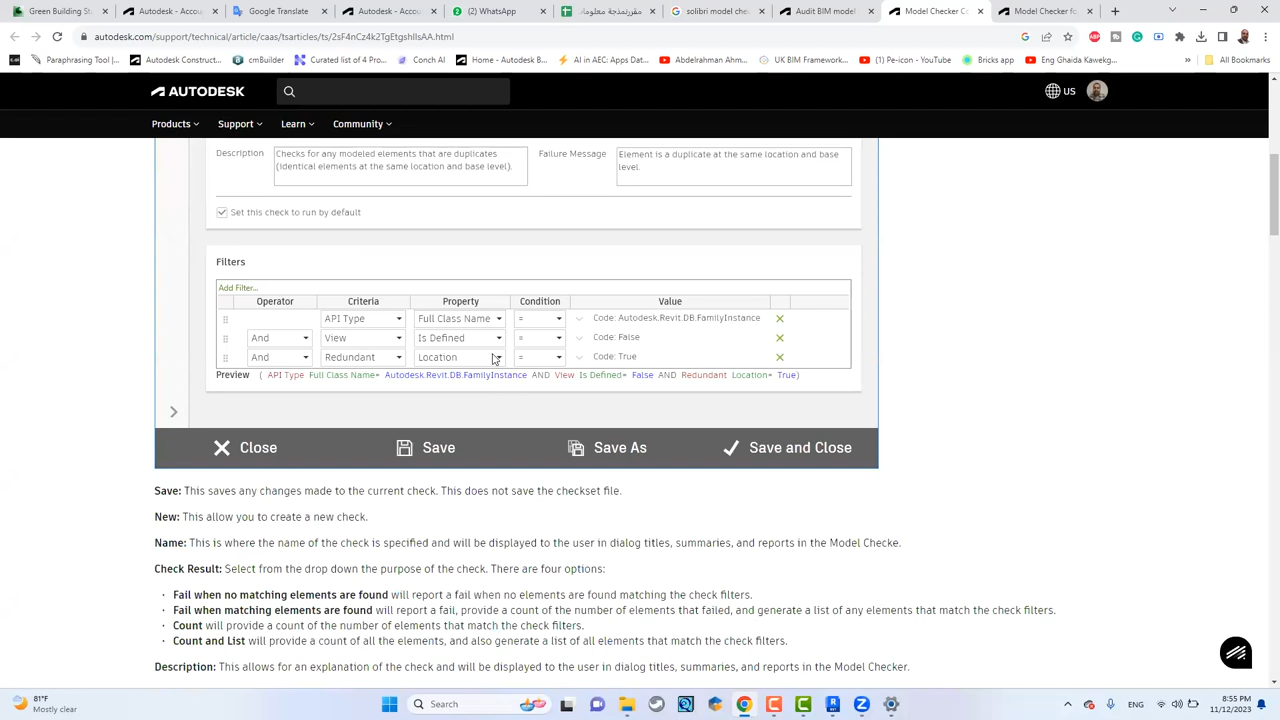 Green Building St
Autodesk - Accou
Google Translate
Autodesk - Accou
WhatsApp
solibri model che
Audit BIM model
Model Checker Co
Model Checker fo
autodesk.com/support/technical/article/caas/tsarticles/ts/2sF4nCz4k2TgEtgshIIsAA.html
Paraphrasing Tool |
Autodesk Construct...
cmBuilder
Curated list of 4 Pro...
Conch AI
Home - Autodesk B...
AI in AEC: Apps Dat...
Abdelrahman Ahm...
UK BIM Framework...
(1) Pe-icon - YouTube
Bricks app
Eng Ghaida Kawekg...
All Bookmarks
AUTODESK
US
Products
Support
Learn
Community
Description
Checks for any modeled elements that are duplicates
(identical elements at the same location and base level).
Failure Message
Element is a duplicate at the same location and base
level.
Set this check to run by default
Filters
Add Filter...
Operator Criteria Property Condition Value
API Type Full Class Name = Code: Autodesk.Revit.DB.FamilyInstance
And View Is Defined = Code: False
And Redundant Location = Code: True
Preview ( API Type Full Class Name= Autodesk.Revit.DB.FamilyInstance AND View Is Defined= False AND Redundant Location= True)
Close Save Save As Save and Close
Save: This saves any changes made to the current check. This does not save the checkset file.
New: This allow you to create a new check.
Name: This is where the name of the check is specified and will be displayed to the user in dialog titles, summaries, and reports in the Model Checke.
Check Result: Select from the drop down the purpose of the check. There are four options:
· Fail when no matching elements are found will report a fail when no elements are found matching the check filters.
· Fail when matching elements are found will report a fail, provide a count of the number of elements that failed, and generate a list of any elements that match the check filters.
· Count will provide a count of the number of elements that match the check filters.
· Count and List will provide a count of all the elements, and also generate a list of all elements that match the check filters.
Description: This allows for an explanation of the check and will be displayed to the user in dialog titles, summaries, and reports in the Model Checker.
81°F
Mostly clear
Search
ENG
8:55 PM
11/12/2023